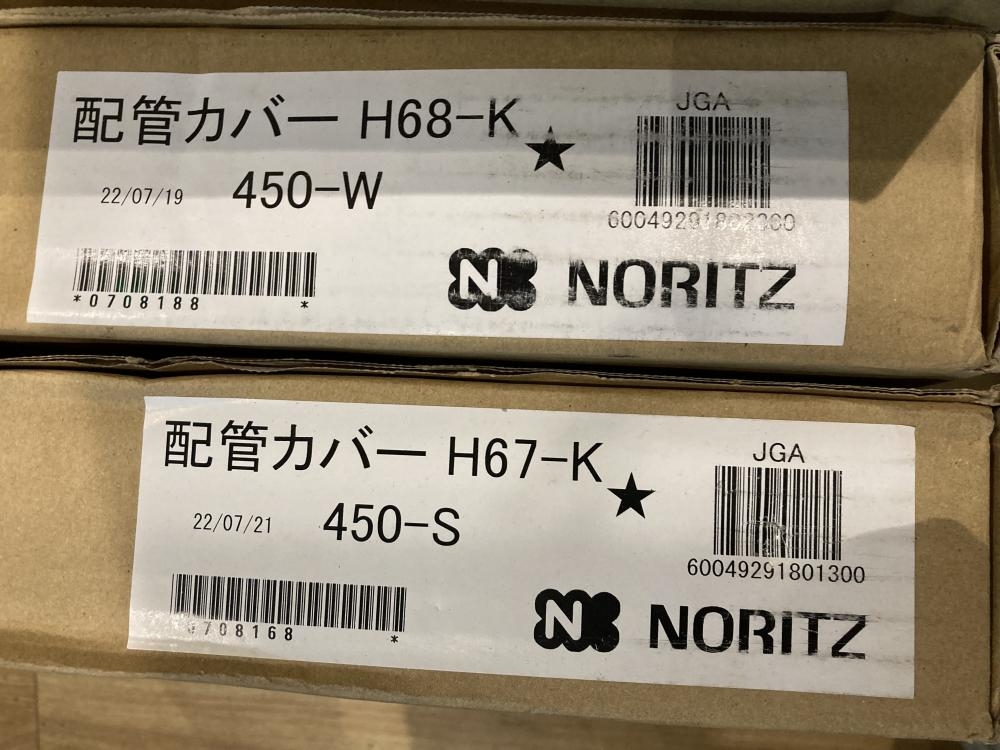 配管カバー H68-K
★
JGA
22/07/19 450-W
60049291802300
*0708188 *
N NORITZ
配管カバー H67-K
★
JGA
22/07/21 450-S
60049291801300
708168 *
N NORITZ